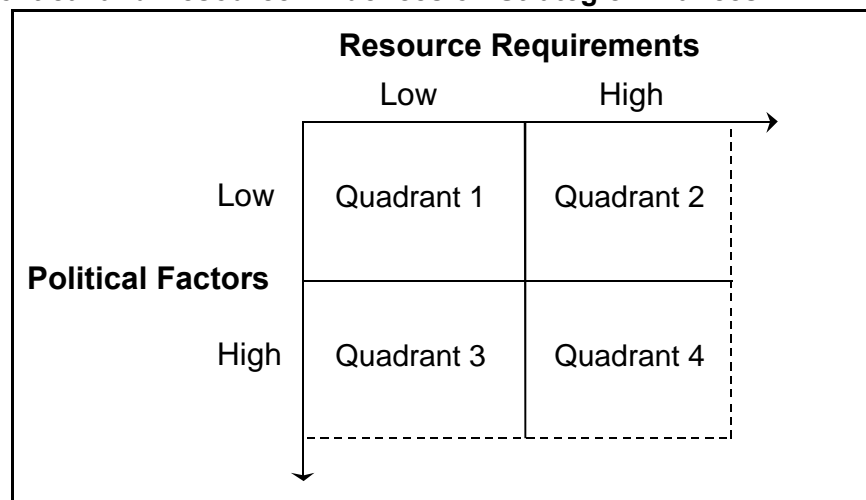 Resource Requirements
Low High
Low Quadrant 1 Quadrant 2
Political Factors
High Quadrant 3 Quadrant 4